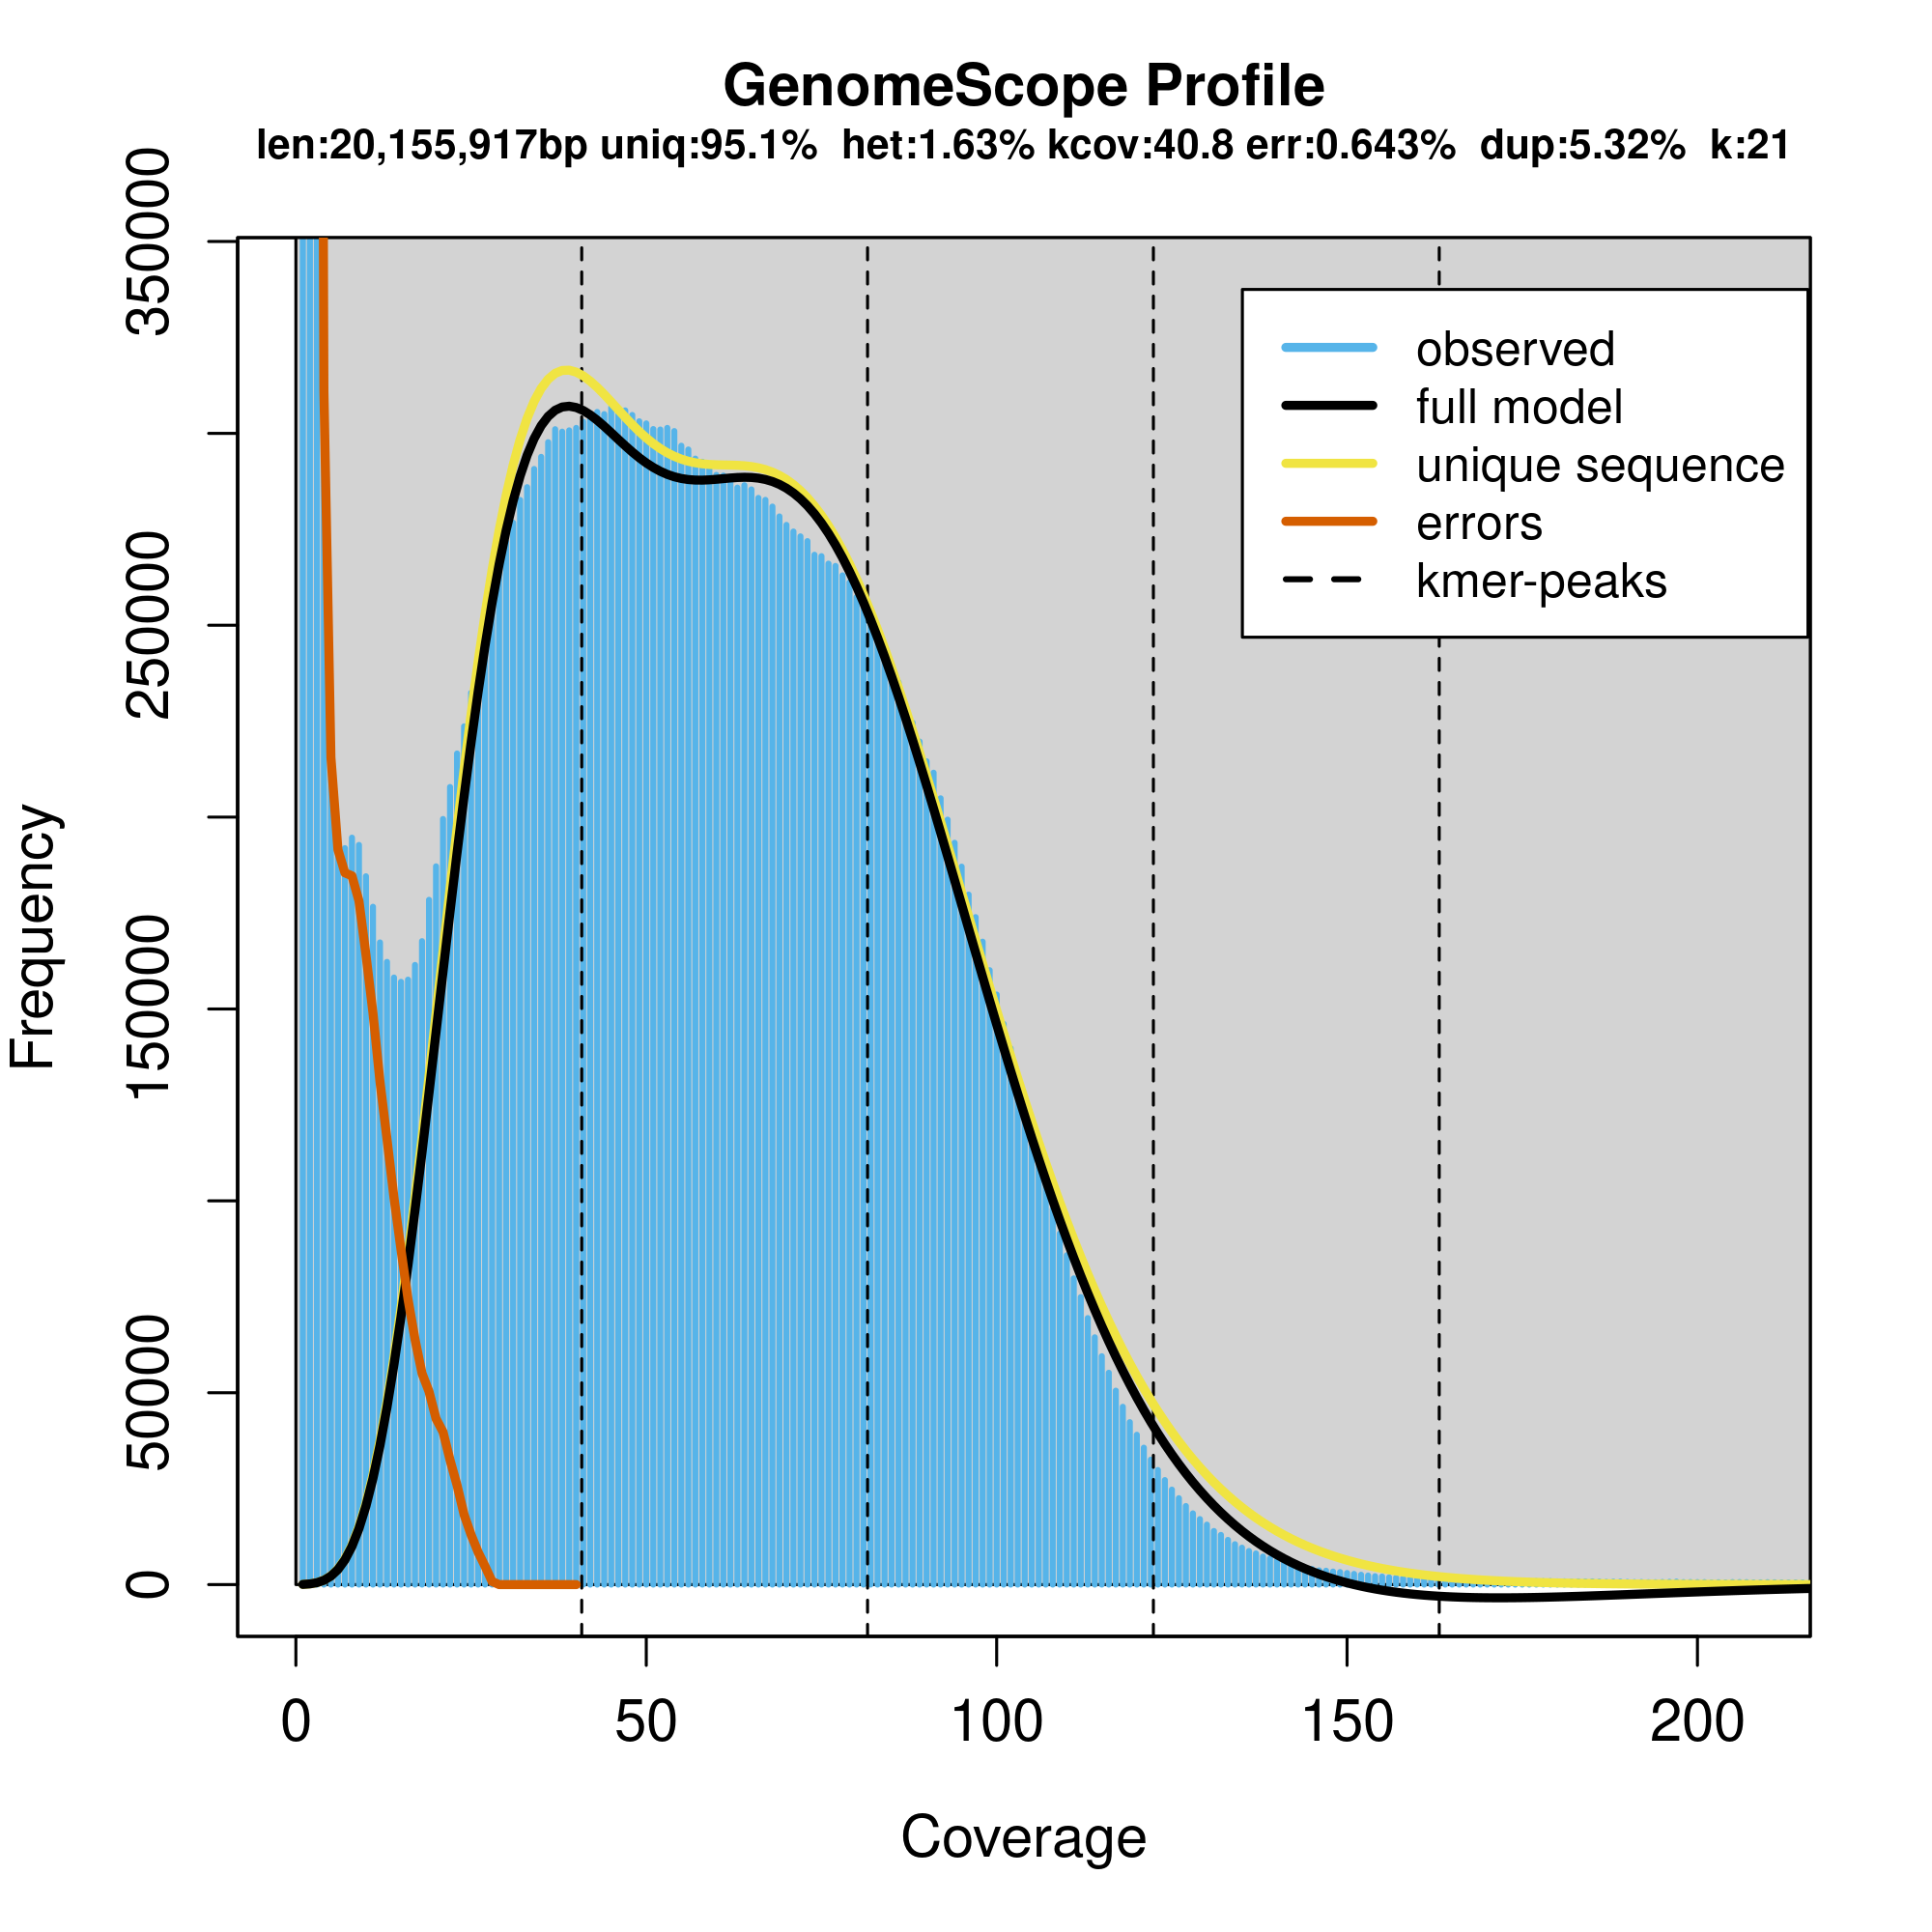 GenomeScope Profile
len:20,155,917bp uniq:95.1% het:1.63% kcov:40.8 err:0.643% dup:5.32% k:21
350000
250000
150000
50000
0
Frequency
observed
full model
unique sequence
errors
kmer-peaks
0 50 100 150 200
Coverage